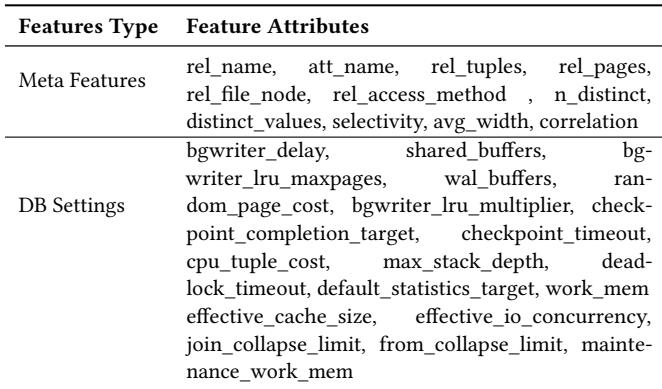 Features Type Feature Attributes
Meta Features
rel_name, att_name, rel_tuples, rel_pages,
rel_file_node, rel_access_method , n_distinct,
distinct_values, selectivity, avg_width, correlation
DB Settings
bgwriter_delay, shared_buffers, bg-
writer_lru_maxpages, wal_buffers, ran-
dom_page_cost, bgwriter_lru_multiplier, check-
point_completion_target, checkpoint_timeout,
cpu_tuple_cost, max_stack_depth, dead-
lock_timeout, default_statistics_target, work_mem
effective_cache_size, effective_io_concurrency,
join_collapse_limit, from_collapse_limit, mainte-
nance_work_mem